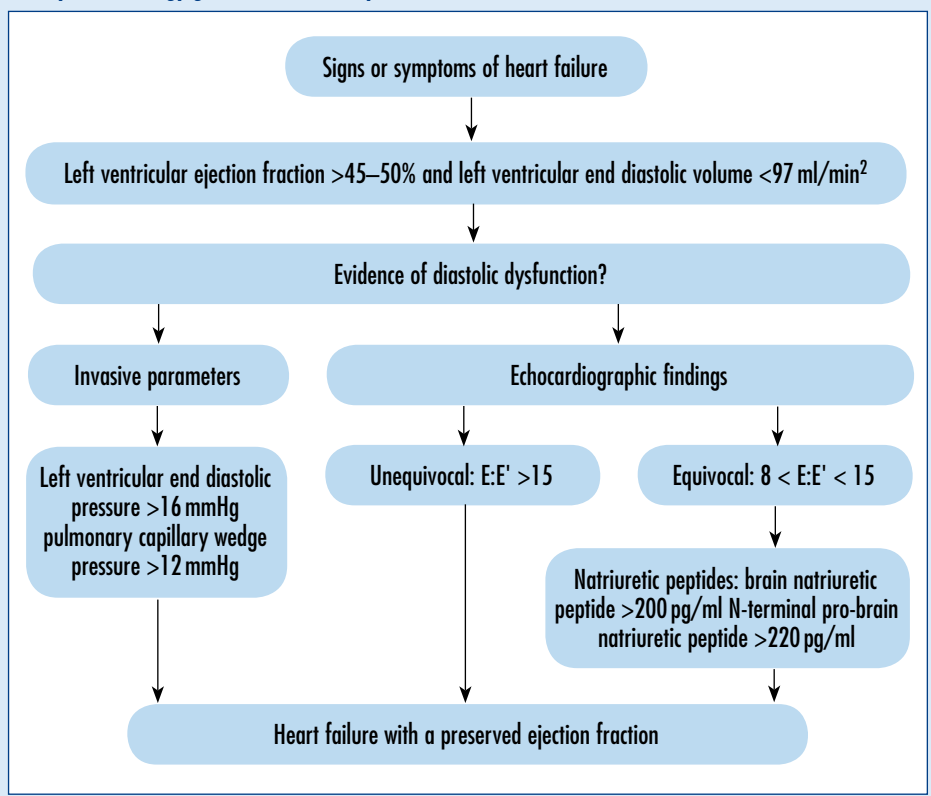 Signs or symptoms of heart failure
Left ventricular ejection fraction >45–50% and left ventricular end diastolic volume <97 ml/min²
Evidence of diastolic dysfunction?
Invasive parameters
Echocardiographic findings
Left ventricular end diastolic
pressure >16 mmHg
pulmonary capillary wedge
pressure >12 mmHg
Unequivocal: E:E' >15
Equivocal: 8 < E:E' < 15
Natriuretic peptides: brain natriuretic
peptide >200 pg/ml N-terminal pro-brain
natriuretic peptide >220 pg/ml
Heart failure with a preserved ejection fraction